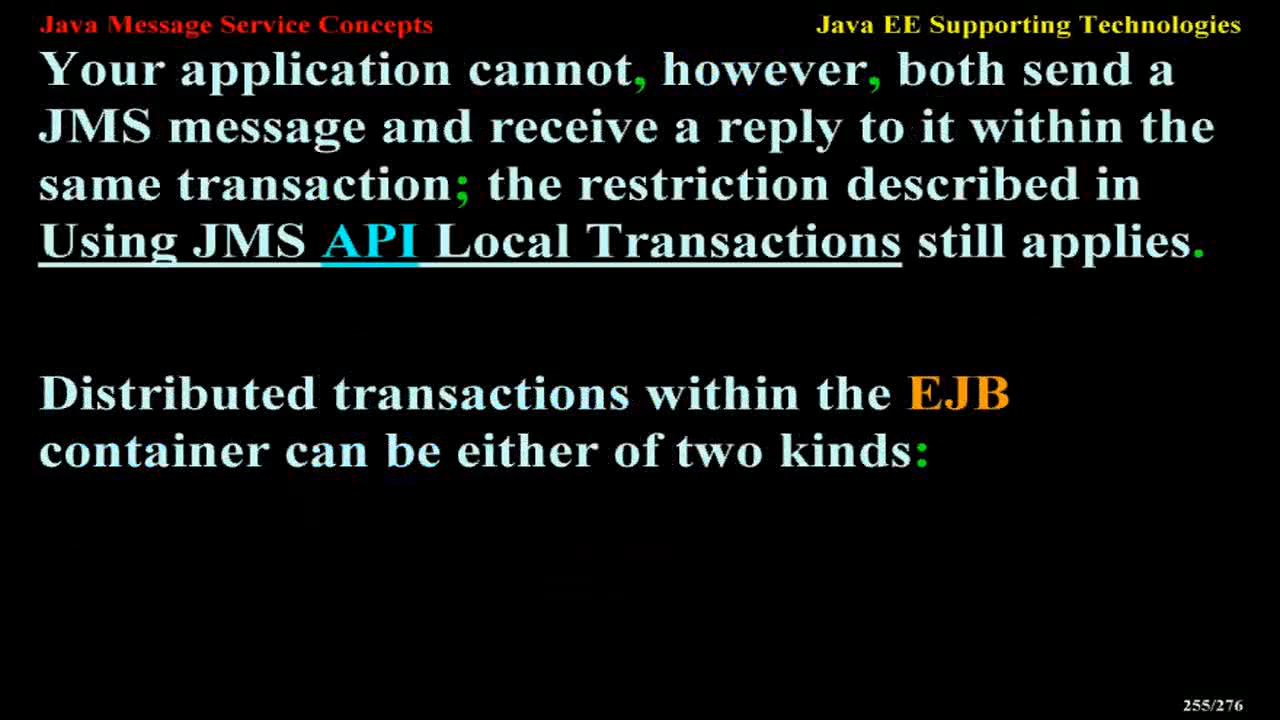 Java Message Service Concepts
Java EE Supporting Technologies
Your application cannot, however, both send a
JMS message and receive a reply to it within the
same transaction; the restriction described in
Using JMS API Local Transactions still applies.
Distributed transactions within the EJB
container can be either of two kinds:
255/276